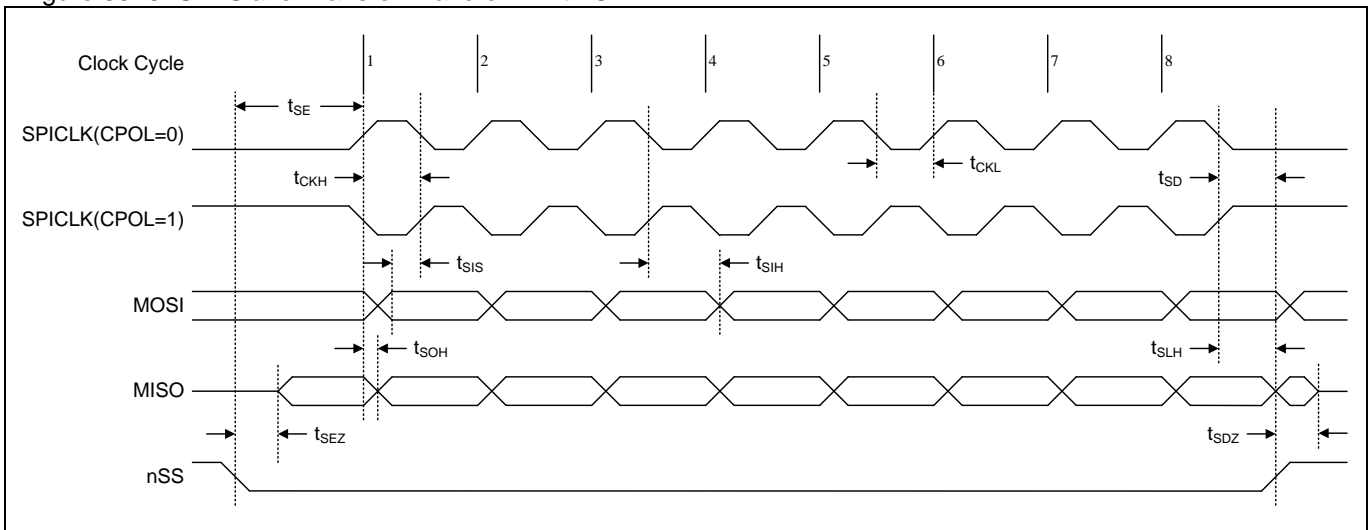 Clock Cycle
1 2 3 4 5 6 7 8
tSE
SPICLK(CPOL=0)
tCKH
tCKL
tSD
SPICLK(CPOL=1)
tSIS
tSIH
MOSI
tSOH
tSLH
MISO
tSEZ
tSDZ
nSS